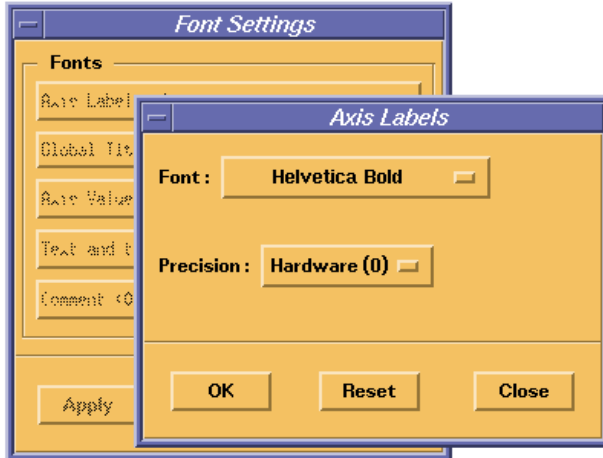 Font Settings
Fonts
Axis Label
Global Tit
Axis Value
Text and t
Comment <0
Apply
Axis Labels
Font :
Helvetica Bold
Precision :
Hardware (0)
OK
Reset
Close